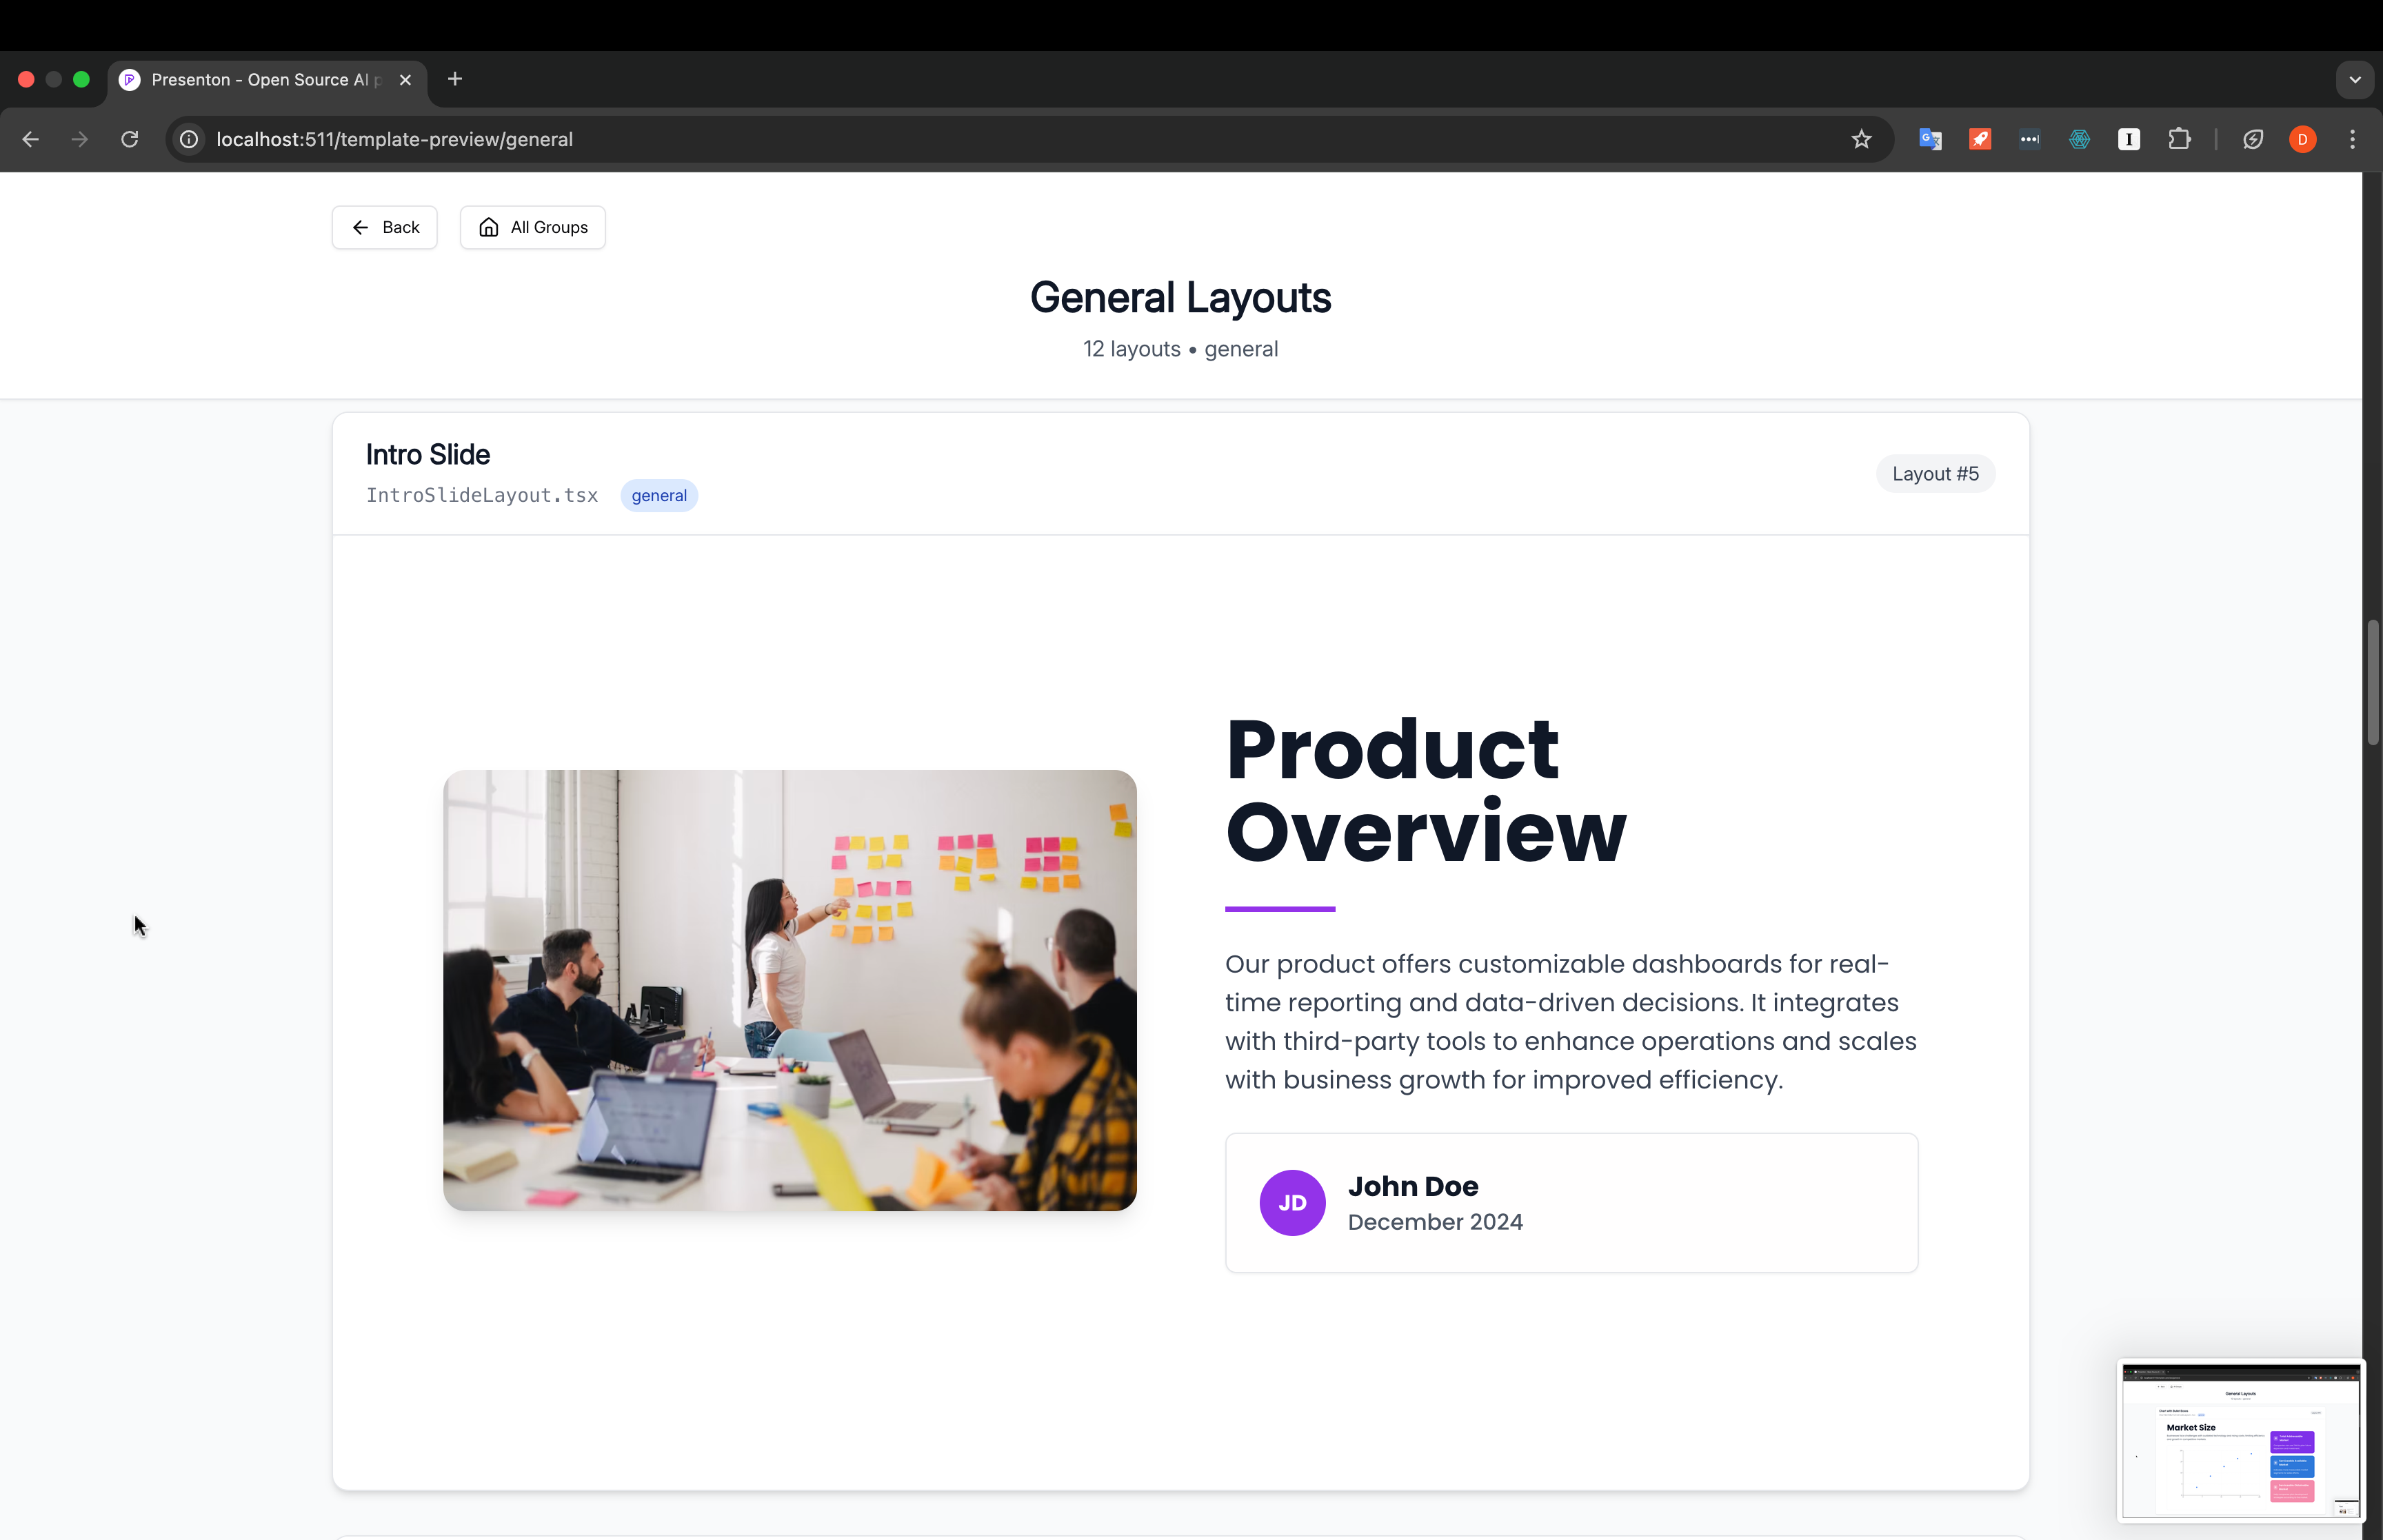 Presenton - Open Source AI p
localhost:511/template-preview/general
D
Back
All Groups
General Layouts
12 layouts • general
Intro Slide
IntroSlideLayout.tsx
general
Layout #5
Product
Overview
Our product offers customizable dashboards for real-
time reporting and data-driven decisions. It integrates
with third-party tools to enhance operations and scales
with business growth for improved efficiency.
JD
John Doe
December 2024
General Layouts
Market Size